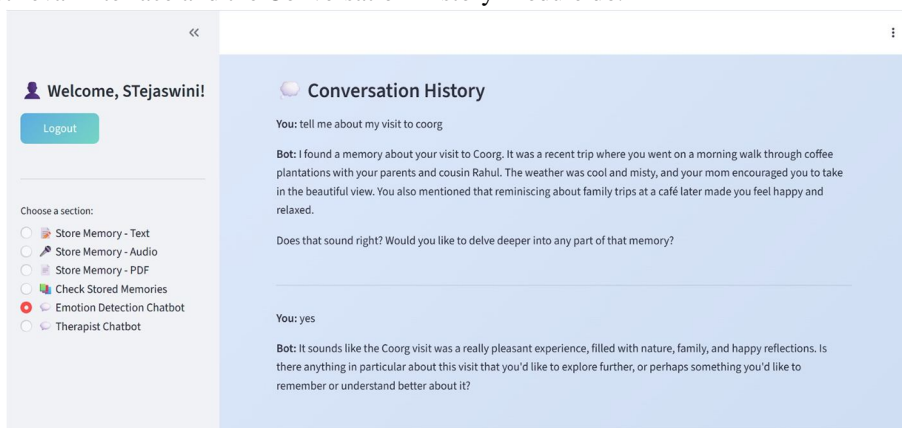 «
Welcome, STejaswini!
Logout
Choose a section:
Store Memory - Text
Store Memory - Audio
Store Memory - PDF
Check Stored Memories
Emotion Detection Chatbot
Therapist Chatbot
Conversation History
You: tell me about my visit to coorg
Bot: I found a memory about your visit to Coorg. It was a recent trip where you went on a morning walk through coffee
plantations with your parents and cousin Rahul. The weather was cool and misty, and your mom encouraged you to take
in the beautiful view. You also mentioned that reminiscing about family trips at a café later made you feel happy and
relaxed.
Does that sound right? Would you like to delve deeper into any part of that memory?
You: yes
Bot: It sounds like the Coorg visit was a really pleasant experience, filled with nature, family, and happy reflections. Is
there anything in particular about this visit that you'd like to explore further, or perhaps something you'd like to
remember or understand better about it?